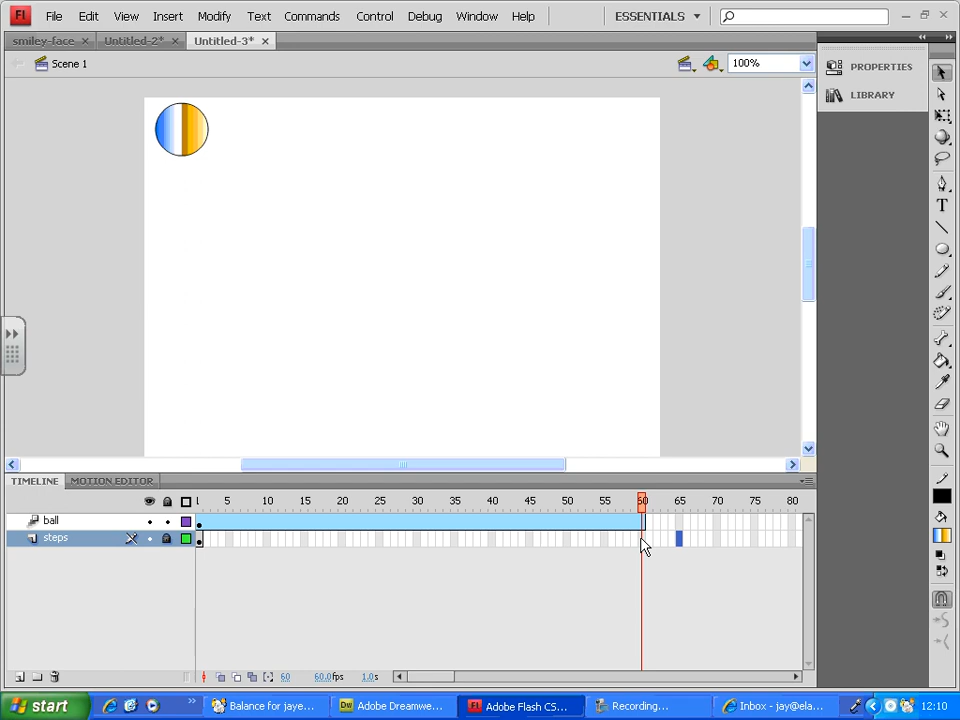 Fl File Edit View Insert Modify Text Commands Control Debug Window Help ESSENTIALS
smiley-face Untitled-2* Untitled-3*
Scene 1 100%
PROPERTIES
LIBRARY
T
TIMELINE MOTION EDITOR
1 5 10 15 20 25 30 35 40 45 50 55 60 65 70 75 80
ball
steps
60 60.0fps 1.0s
start Balance for jaye... Dw Adobe Dreamwe... Fl Adobe Flash CS... Recording... Inbox - jay@ela... 12:10